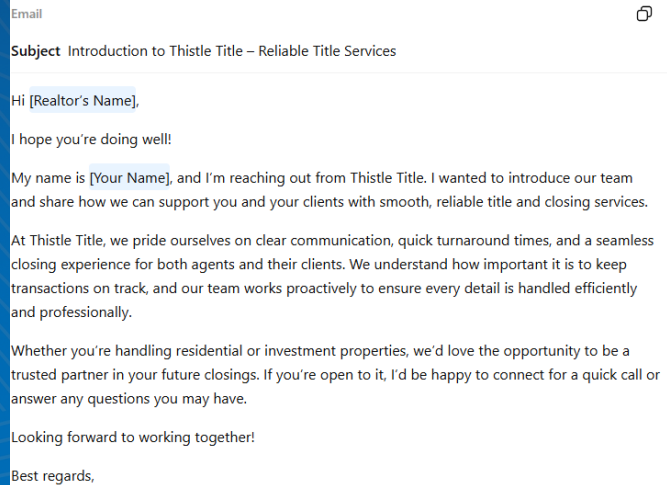 Email
Subject Introduction to Thistle Title – Reliable Title Services
Hi [Realtor’s Name],
I hope you’re doing well!
My name is [Your Name], and I’m reaching out from Thistle Title. I wanted to introduce our team
and share how we can support you and your clients with smooth, reliable title and closing services.
At Thistle Title, we pride ourselves on clear communication, quick turnaround times, and a seamless
closing experience for both agents and their clients. We understand how important it is to keep
transactions on track, and our team works proactively to ensure every detail is handled efficiently
and professionally.
Whether you’re handling residential or investment properties, we’d love the opportunity to be a
trusted partner in your future closings. If you’re open to it, I’d be happy to connect for a quick call or
answer any questions you may have.
Looking forward to working together!
Best regards,